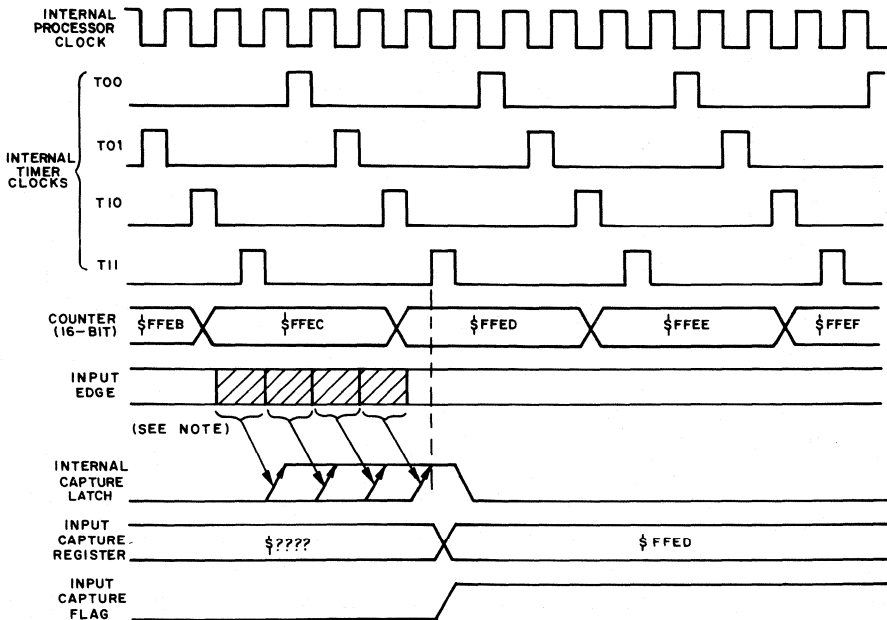 INTERNAL
PROCESSOR
CLOCK
T00
T01
INTERNAL
TIMER
CLOCKS
T10
T11
COUNTER
(16-BIT)
$FFEB
$FFEC
$FFED
$FFEE
$FFEF
INPUT
EDGE
(SEE NOTE)
INTERNAL
CAPTURE
LATCH
INPUT
CAPTURE
REGISTER
$????
$FFED
INPUT
CAPTURE
FLAG